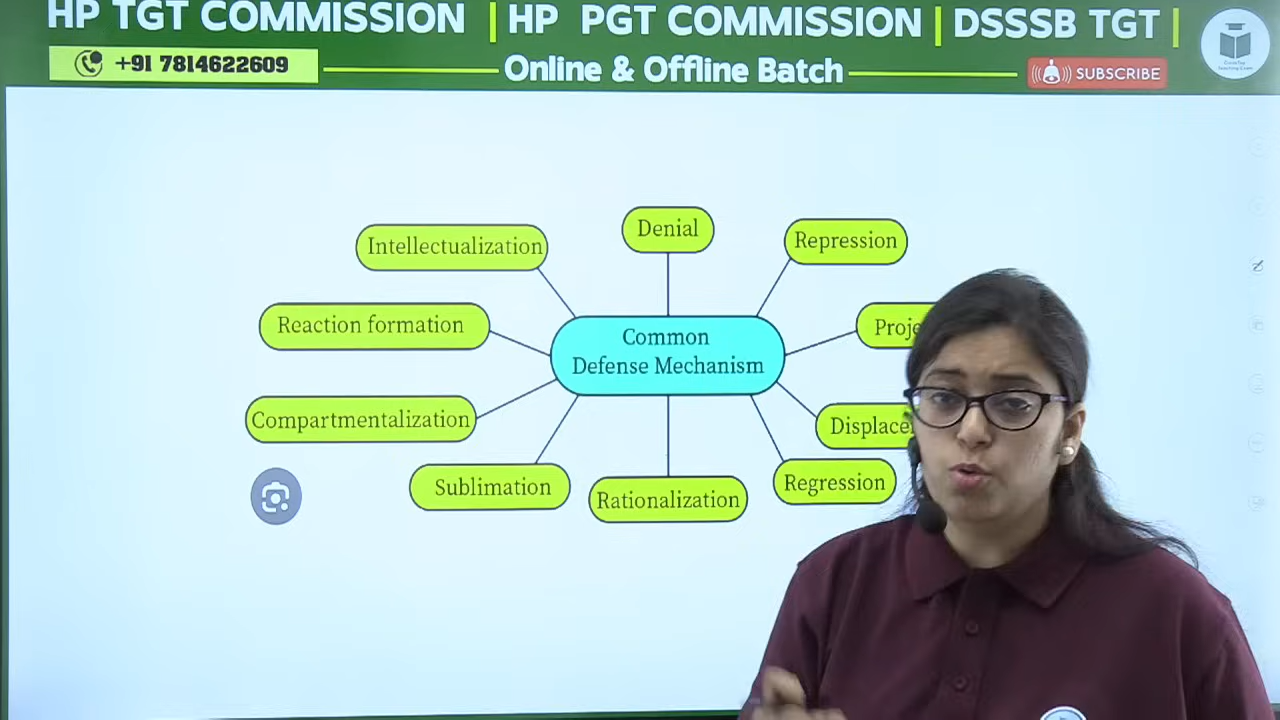 HP TGT COMMISSION | HP PGT COMMISSION | DSSSB TGT |
+91 7814622609
Online & Offline Batch
SUBSCRIBE
Denial
Intellectualization
Repression
Reaction formation
Common
Defense Mechanism
Compartmentalization
Sublimation
Rationalization
Regression